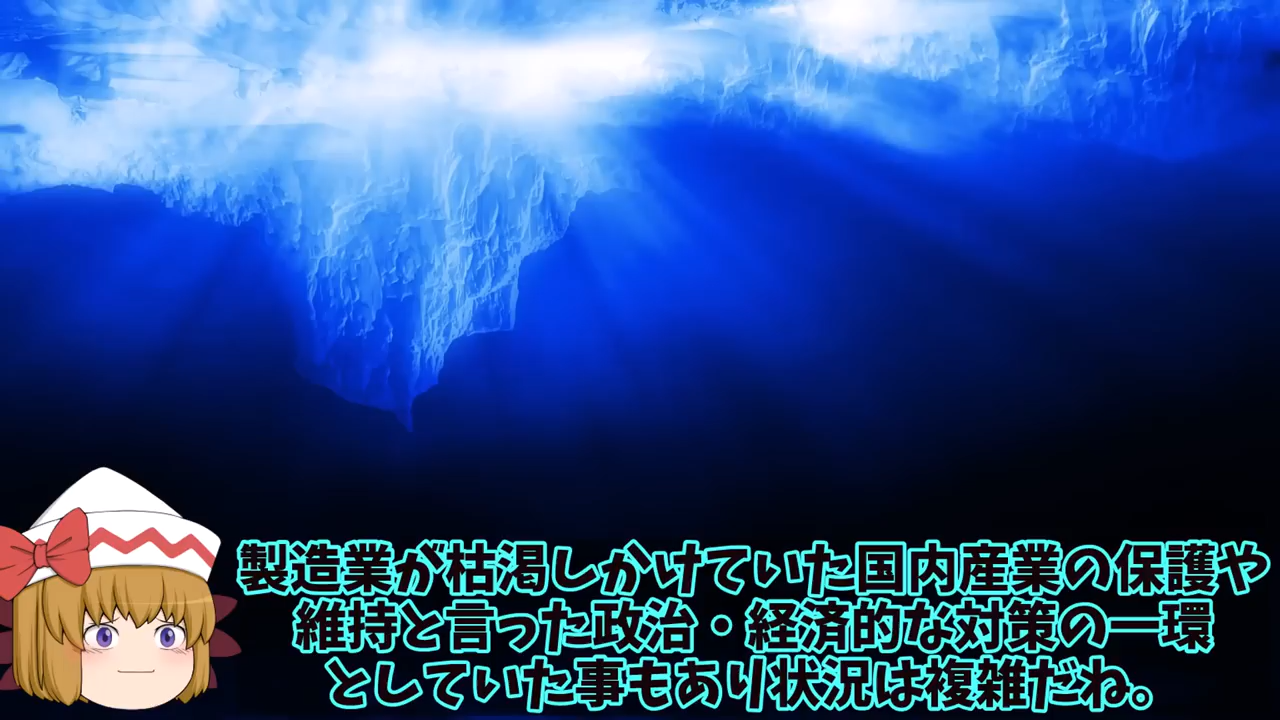 製造業が枯渇しかけていた国内産業の保護や
維持と言った政治・経済的な対策の一環
としていた事もあり状況は複雑だね。